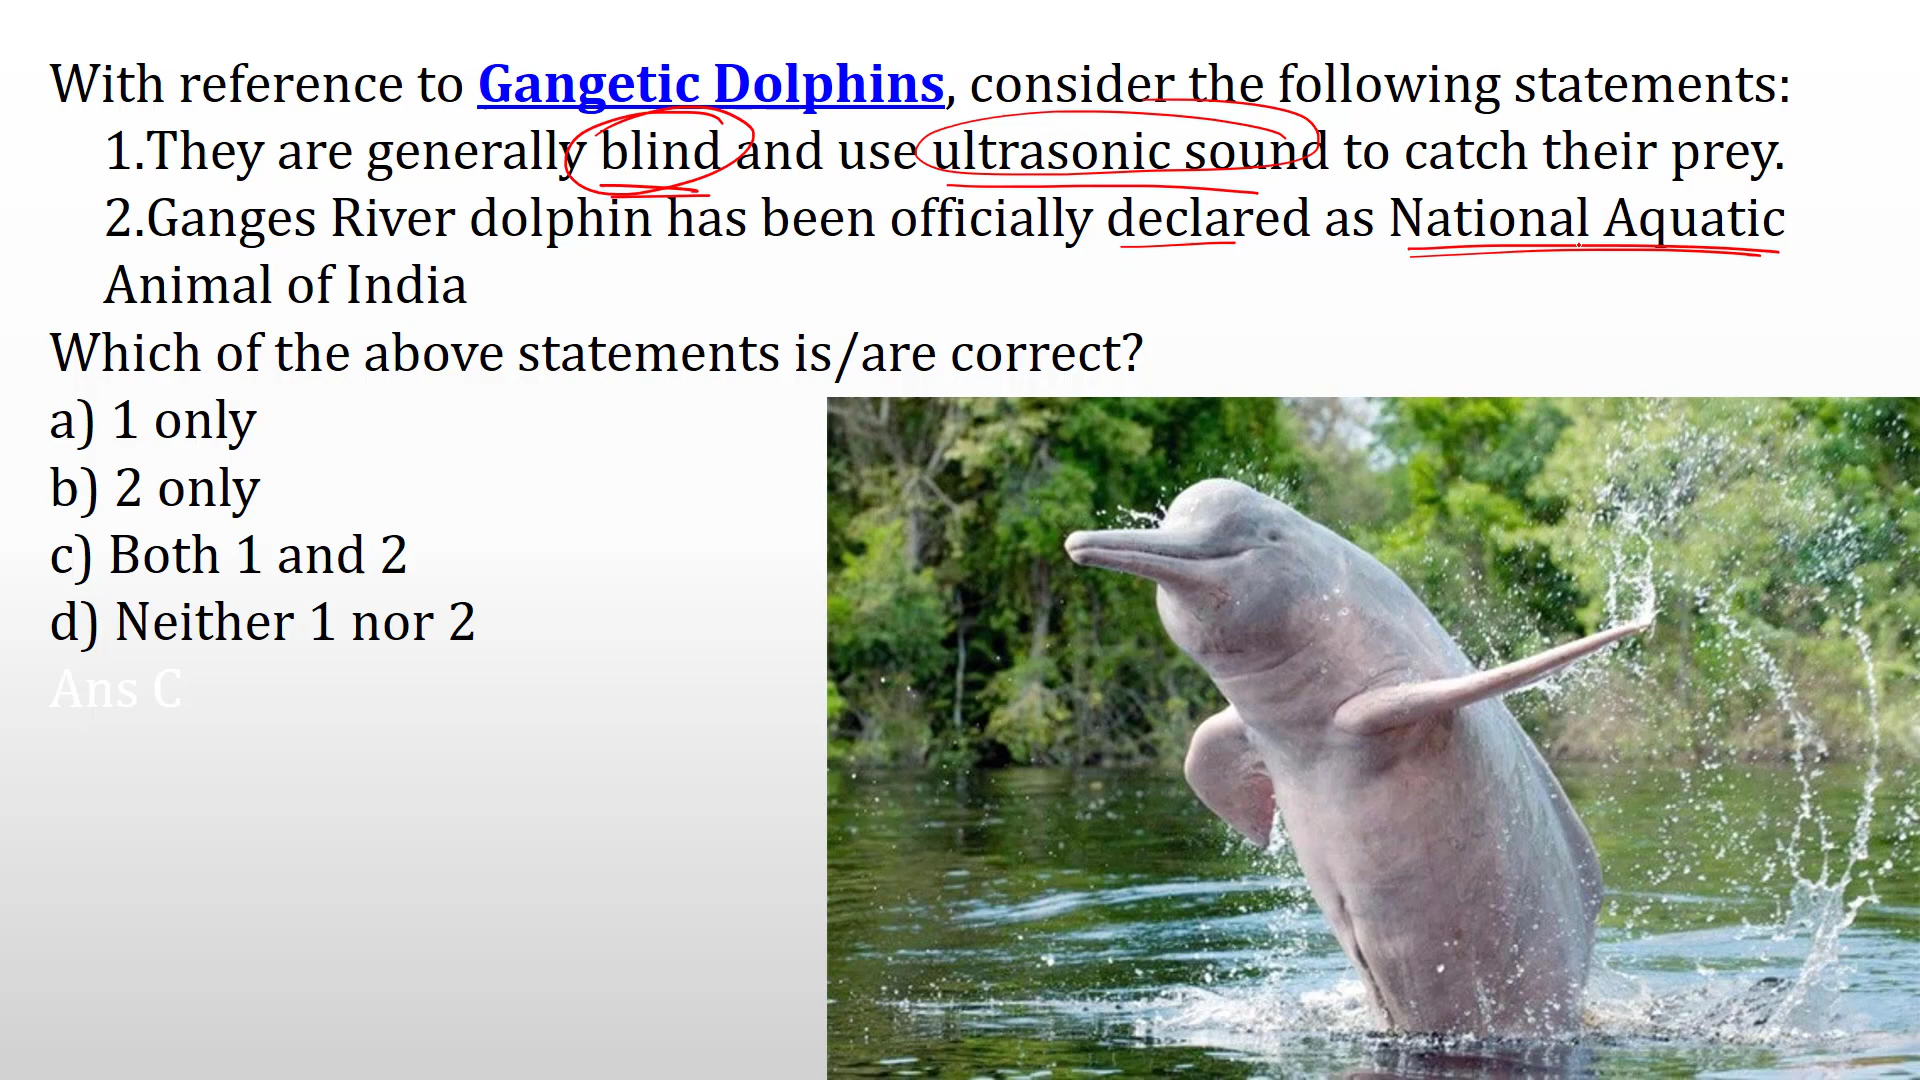 With reference to Gangetic Dolphins, consider the following statements:
1.They are generally blind and use ultrasonic sound to catch their prey.
2.Ganges River dolphin has been officially declared as National Aquatic
Animal of India
Which of the above statements is/are correct?
a) 1 only
b) 2 only
c) Both 1 and 2
d) Neither 1 nor 2
Ans C